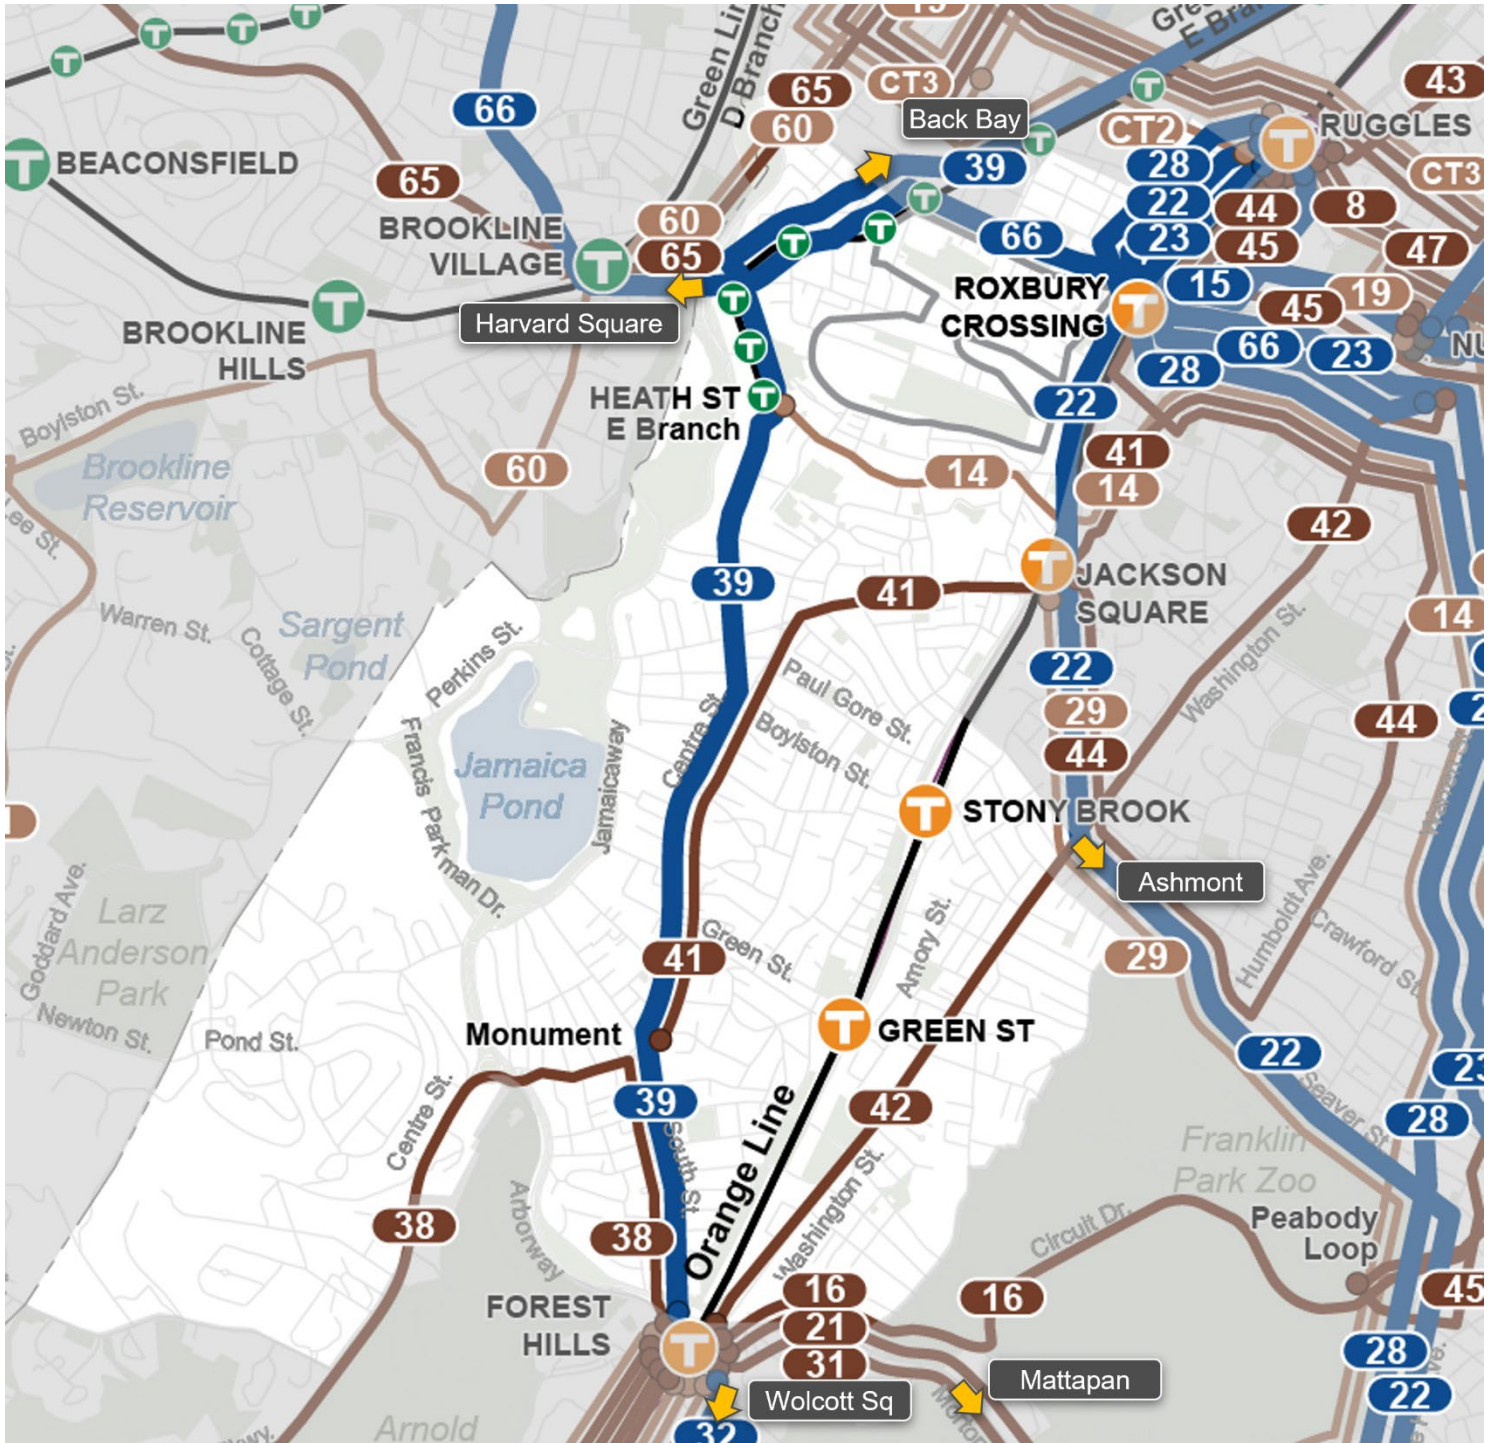 Green Line
D Branch
65
60
CT3
Back Bay
39
CT2
43
RUGGLES
CT3
66
BEACONSFIELD
65
BROOKLINE
VILLAGE
60
65
Harvard Square
BROOKLINE
HILLS
28
22
23
44
45
8
47
66
15
45
19
ROXBURY
CROSSING
66
23
28
22
HEATH ST
E Branch
Boylston St.
Brookline
Reservoir
60
14
41
14
42
39
41
JACKSON
SQUARE
14
Warren St.
Cottage St.
Sargent
Pond
Perkins St.
Francis Parkman Dr.
Jamaica
Pond
Jamaicaway
Centre St.
Paul Gore St.
Boylston St.
22
29
44
Washington St.
44
STONY BROOK
Ashmont
Goddard Ave.
Larz
Anderson
Park
Newton St.
Pond St.
41
Green St.
Amory St.
29
Humboldt Ave.
Crawford St.
Monument
GREEN ST
22
Seaver St.
39
42
28
Centre St.
South St.
Orange Line
Washington St.
Franklin
Park Zoo
Peabody
Loop
38
38
Arborway
Circuit Dr.
16
21
31
16
45
FOREST
HILLS
28
22
Wolcott Sq
Mattapan
32
Arnold